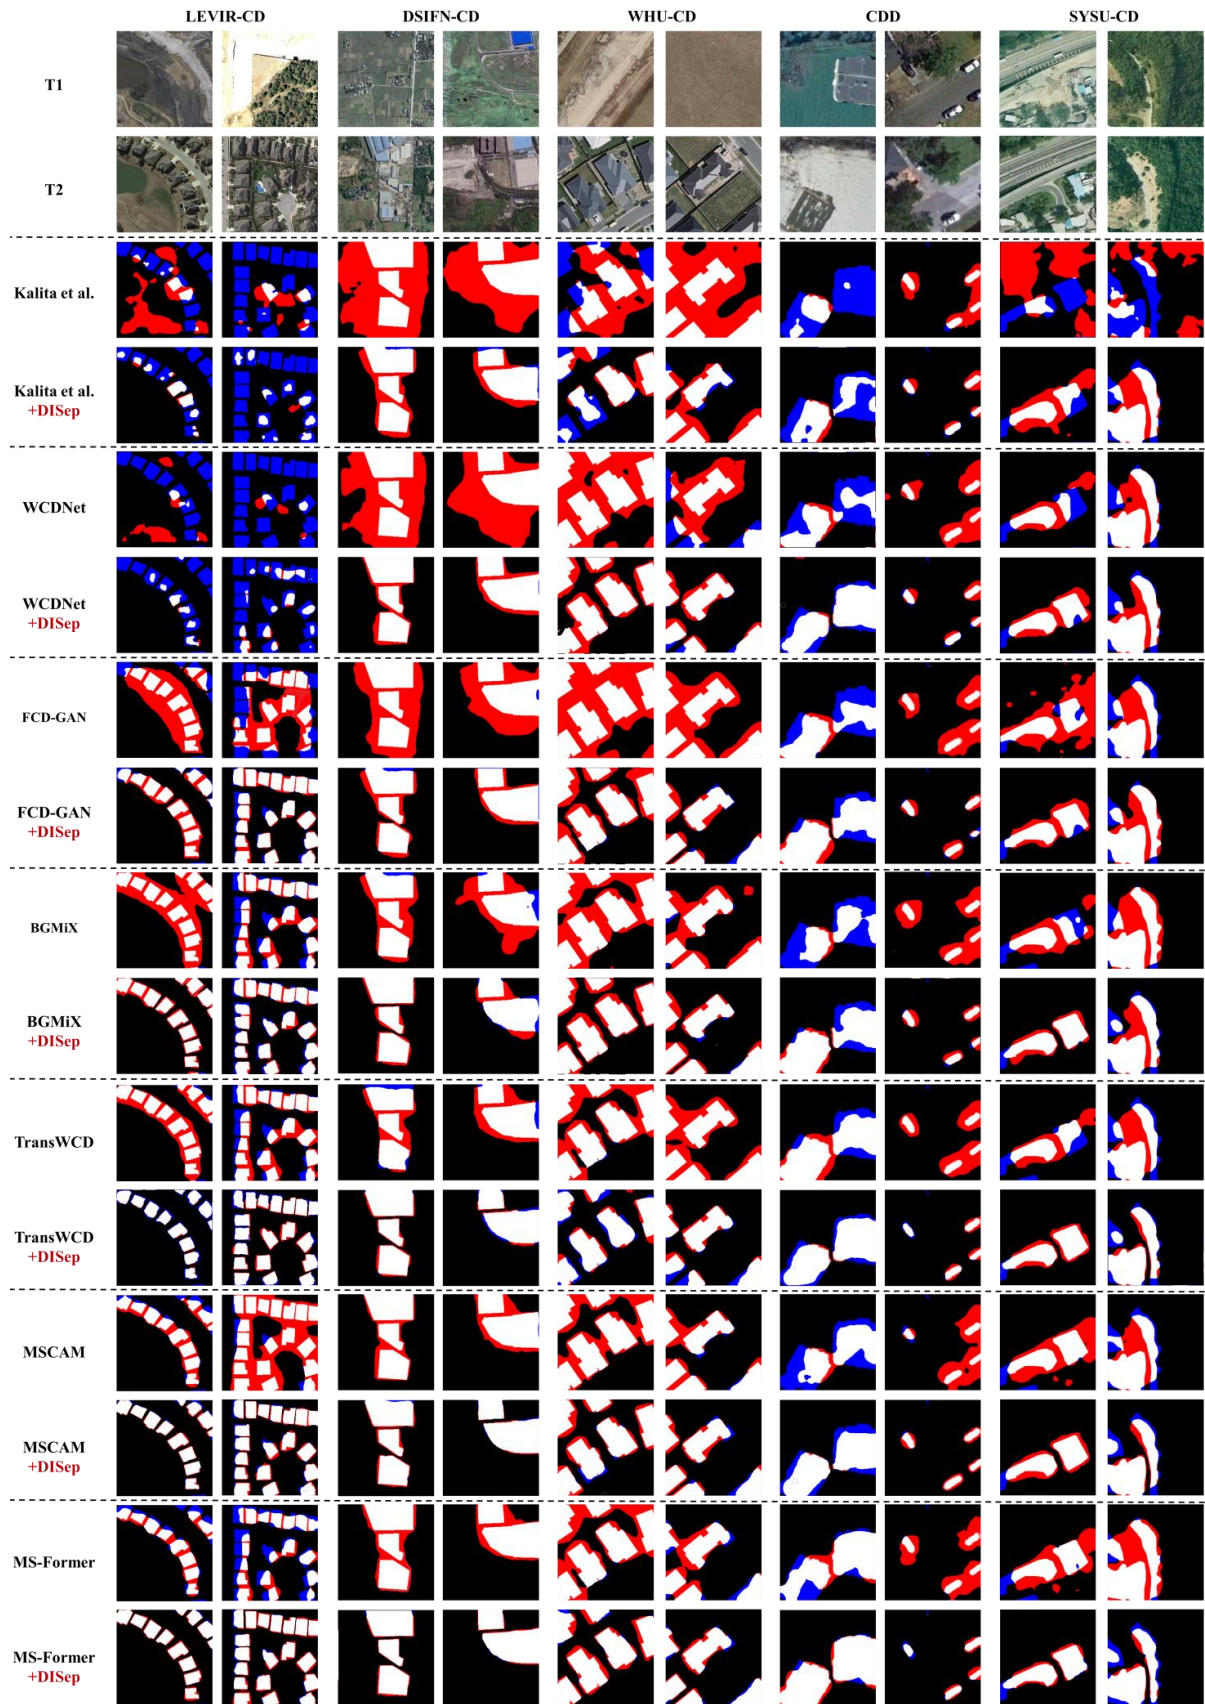 LEVIR-CD DSIFN-CD WHU-CD CDD SYSU-CD
T1
T2
Kalita et al.
Kalita et al.
+DISep
WCDNet
WCDNet
+DISep
FCD-GAN
FCD-GAN
+DISep
BGMiX
BGMiX
+DISep
TransWCD
TransWCD
+DISep
MSCAM
MSCAM
+DISep
MS-Former
MS-Former
+DISep